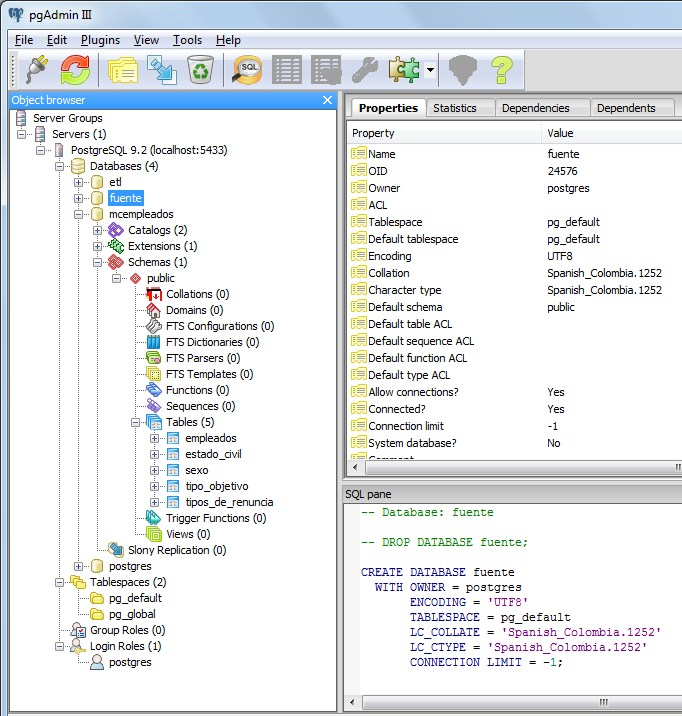 pgAdmin III
File Edit Plugins View Tools Help
SQL
Object browser
Server Groups
Servers (1)
PostgreSQL 9.2 (localhost:5433)
Databases (4)
etl
fuente
mcempleados
Catalogs (2)
Extensions (1)
Schemas (1)
public
Collations (0)
Domains (0)
FTS Configurations (0)
FTS Dictionaries (0)
FTS Parsers (0)
FTS Templates (0)
Functions (0)
Sequences (0)
Tables (5)
empleados
estado_civil
sexo
tipo_objetivo
tipos_de_renuncia
Trigger Functions (0)
Views (0)
Slony Replication (0)
postgres
Tablespaces (2)
pg_default
pg_global
Group Roles (0)
Login Roles (1)
postgres
Properties Statistics Dependencies Dependents
Property Value
Name fuente
OID 24576
Owner postgres
ACL
Tablespace pg_default
Default tablespace pg_default
Encoding UTF8
Collation Spanish_Colombia.1252
Character type Spanish_Colombia.1252
Default schema public
Default table ACL
Default sequence ACL
Default function ACL
Default type ACL
Allow connections? Yes
Connected? Yes
Connection limit -1
System database? No
Comment
SQL pane
-- Database: fuente
-- DROP DATABASE fuente;
CREATE DATABASE fuente
WITH OWNER = postgres
ENCODING = 'UTF8'
TABLESPACE = pg_default
LC_COLLATE = 'Spanish_Colombia.1252'
LC_CTYPE = 'Spanish_Colombia.1252'
CONNECTION LIMIT = -1;